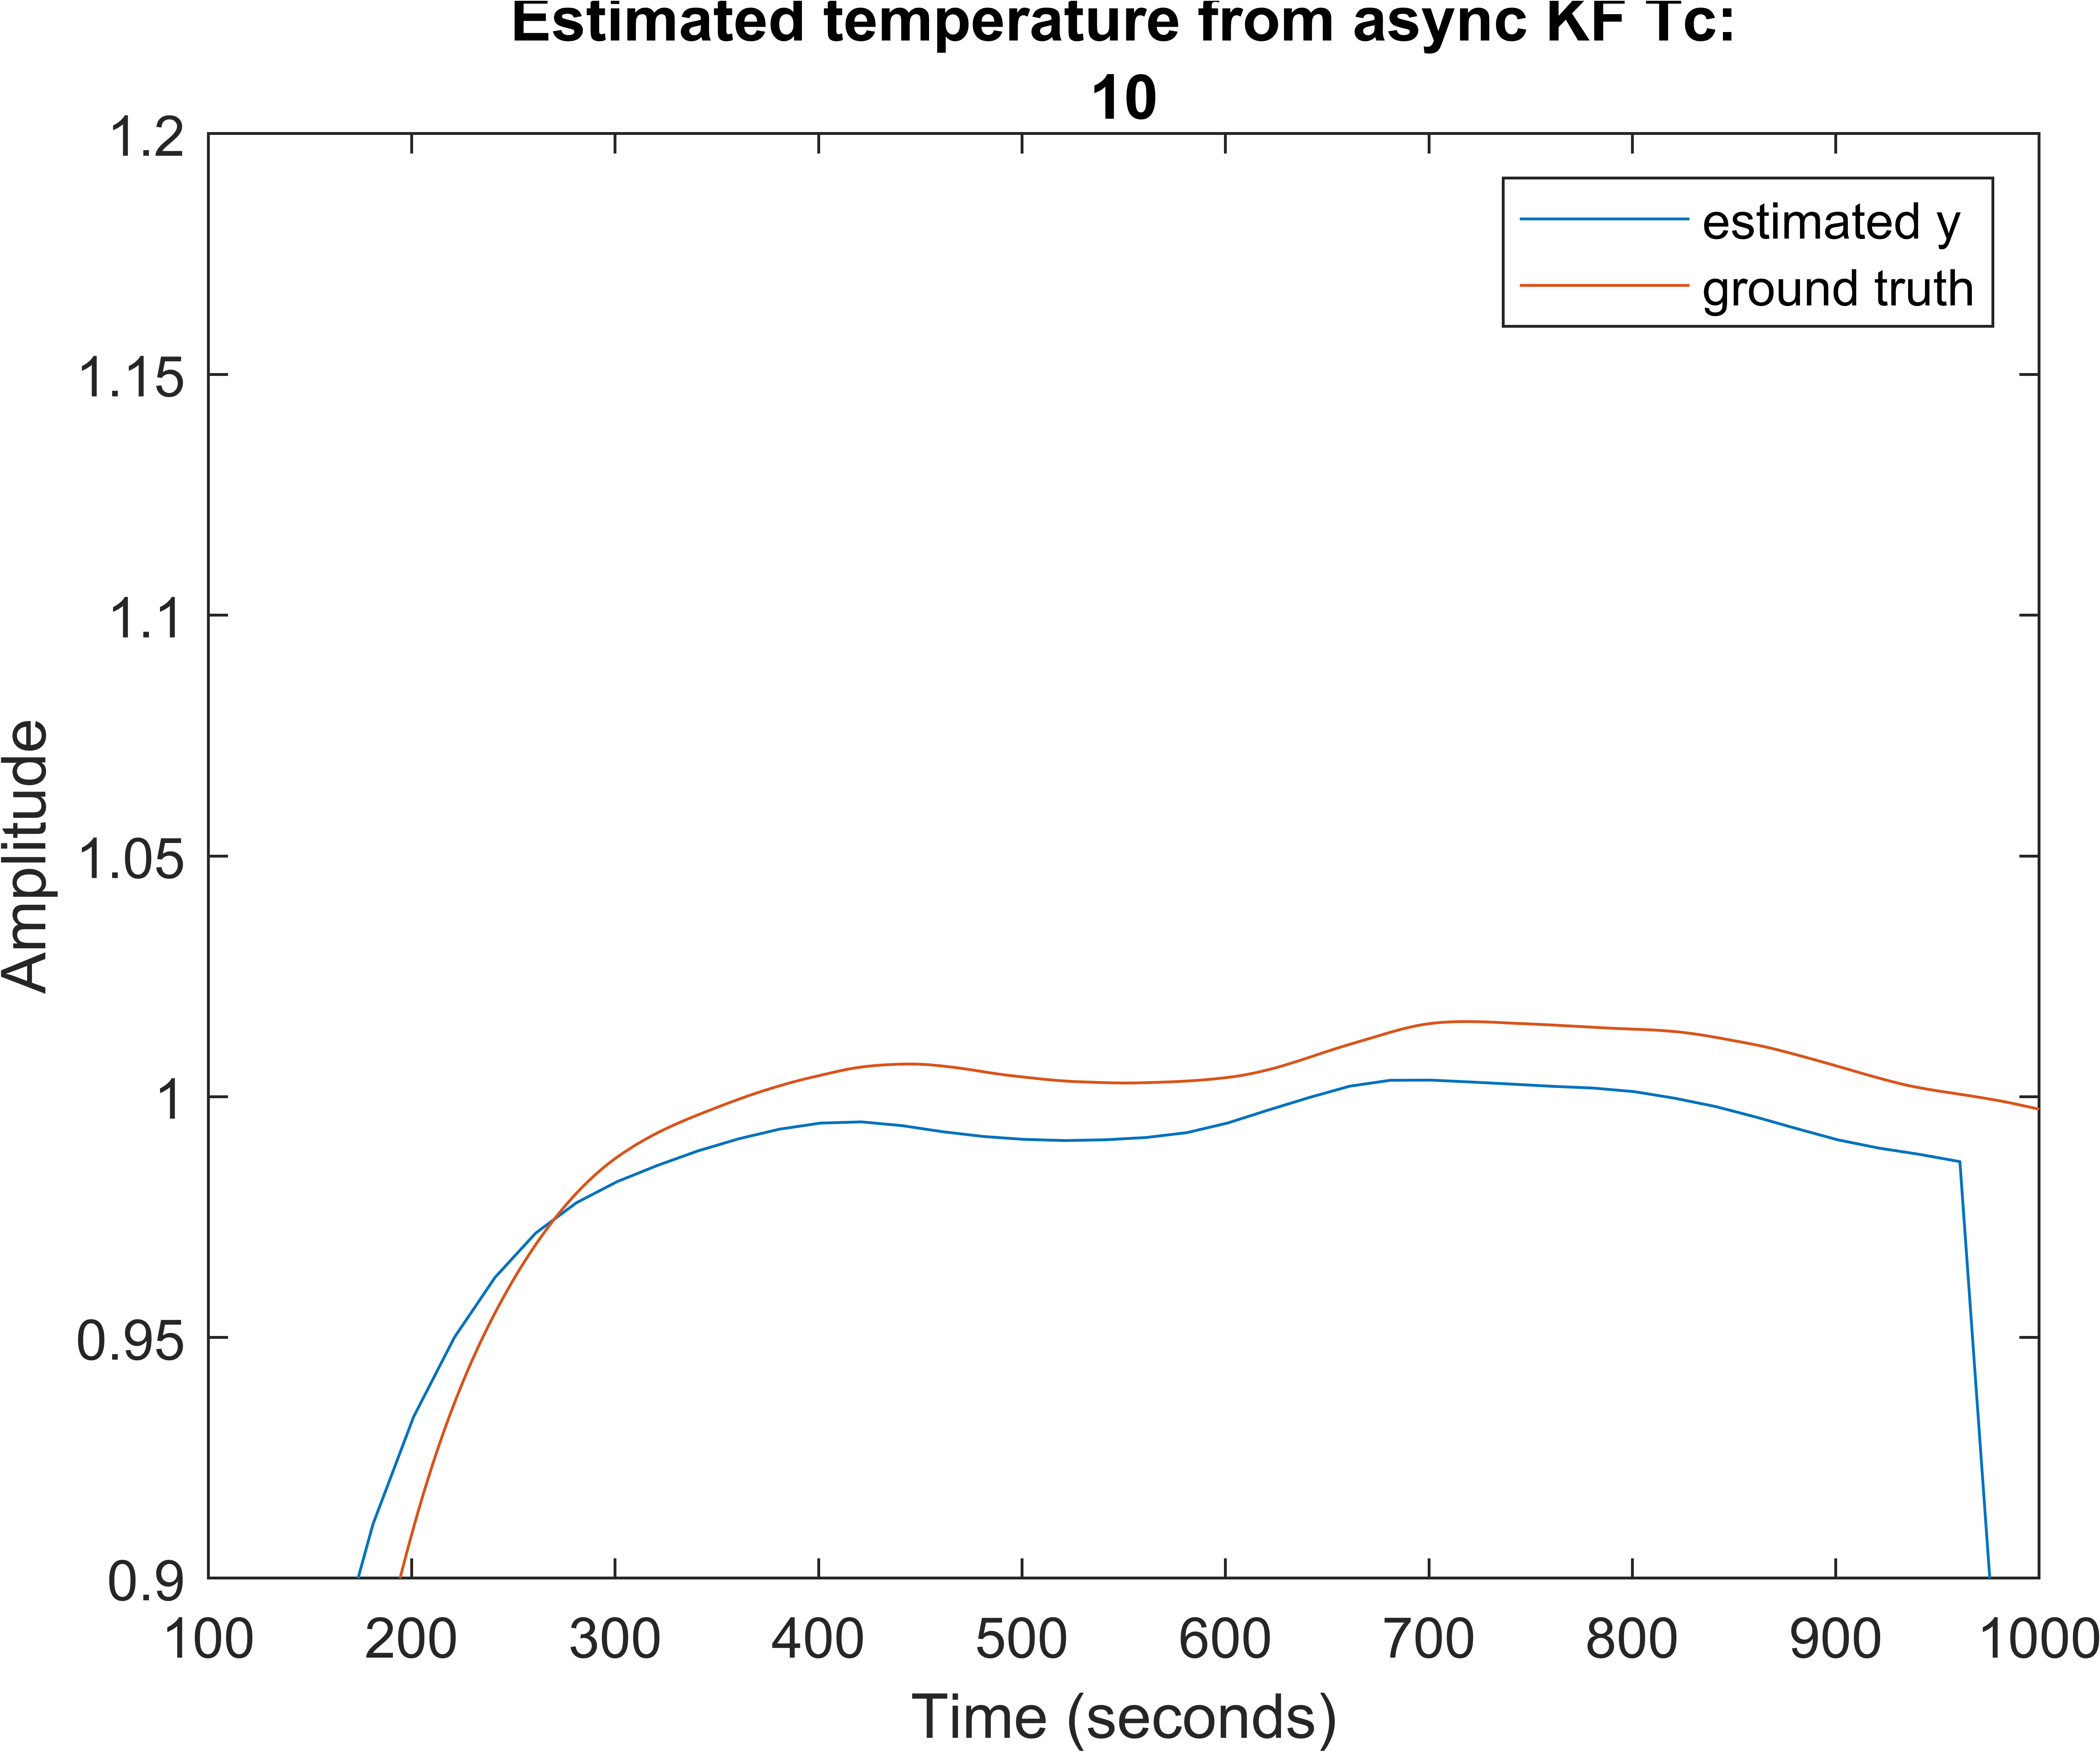 Estimated temperature from async KF Tc:
10
1.2
1.15
1.1
1.05
1
0.95
0.9
Amplitude
estimated y
ground truth
100 200 300 400 500 600 700 800 900 1000
Time (seconds)